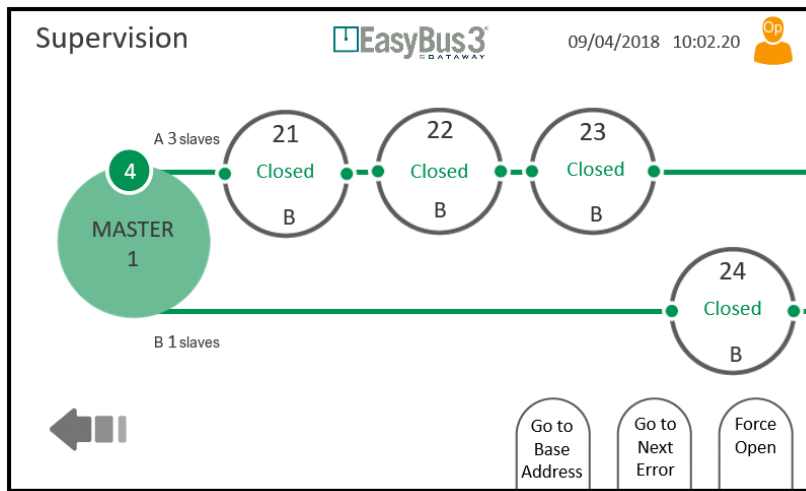 Supervision
EasyBus3
DATAWAY
09/04/2018 10:02.20
Op
A 3 slaves
4
MASTER
1
21
Closed
B
22
Closed
B
23
Closed
B
24
Closed
B
B 1 slaves
Go to
Base
Address
Go to
Next
Error
Force
Open